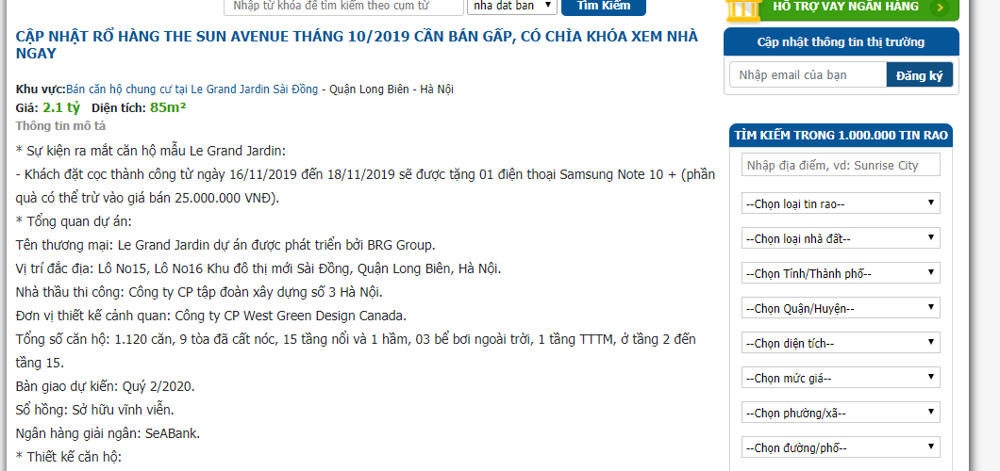 Nhập từ khóa để tìm kiếm theo cụm từ
nha dat ban
Tìm Kiếm
HỖ TRỢ VAY NGÂN HÀNG
CẬP NHẬT RỔ HÀNG THE SUN AVENUE THÁNG 10/2019 CẦN BÁN GẤP, CÓ CHÌA KHÓA XEM NHÀ
NGAY
Khu vực:Bán căn hộ chung cư tại Le Grand Jardin Sài Đồng - Quận Long Biên - Hà Nội
Giá: 2.1 tỷ Diện tích: 85m²
Thông tin mô tả
* Sự kiện ra mắt căn hộ mẫu Le Grand Jardin:
- Khách đặt cọc thành công từ ngày 16/11/2019 đến 18/11/2019 sẽ được tặng 01 điện thoại Samsung Note 10 + (phần
quà có thể trừ vào giá bán 25.000.000 VNĐ).
* Tổng quan dự án:
Tên thương mại: Le Grand Jardin dự án được phát triển bởi BRG Group.
Vị trí đắc địa: Lô No15, Lô No16 Khu đô thị mới Sài Đồng, Quận Long Biên, Hà Nội.
Nhà thầu thi công: Công ty CP tập đoàn xây dựng số 3 Hà Nội.
Đơn vị thiết kế cảnh quan: Công ty CP West Green Design Canada.
Tổng số căn hộ: 1.120 căn, 9 tòa đã cất nóc, 15 tầng nổi và 1 hầm, 03 bể bơi ngoài trời, 1 tầng TTTM, ở tầng 2 đến
tầng 15.
Bàn giao dự kiến: Quý 2/2020.
Sổ hồng: Sở hữu vĩnh viễn.
Ngân hàng giải ngân: SeABank.
* Thiết kế căn hộ:
Cập nhật thông tin thị trường
Nhập email của bạn
Đăng ký
TÌM KIẾM TRONG 1.000.000 TIN RAO
Nhập địa điểm, vd: Sunrise City
--Chọn loại tin rao--
--Chọn loại nhà đất--
--Chọn Tỉnh/Thành phố--
--Chọn Quận/Huyện--
--Chọn diện tích--
--Chọn mức giá--
--Chọn phường/xã--
--Chọn đường/phố--